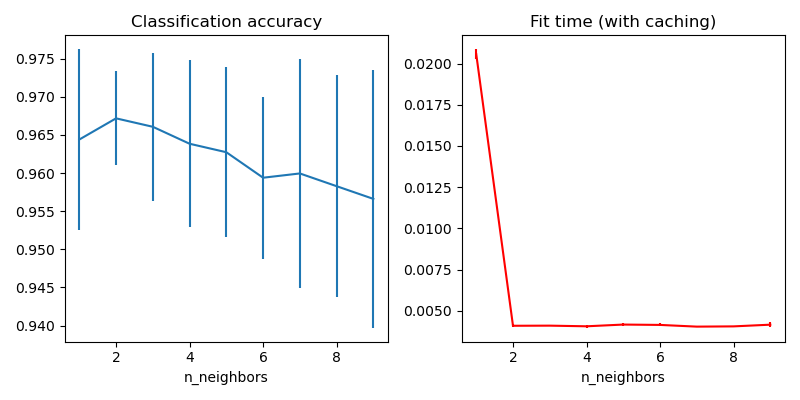 Classification accuracy
0.975
0.970
0.965
0.960
0.955
0.950
0.945
0.940
2 4 6 8
n_neighbors
Fit time (with caching)
0.0200
0.0175
0.0150
0.0125
0.0100
0.0075
0.0050
2 4 6 8
n_neighbors